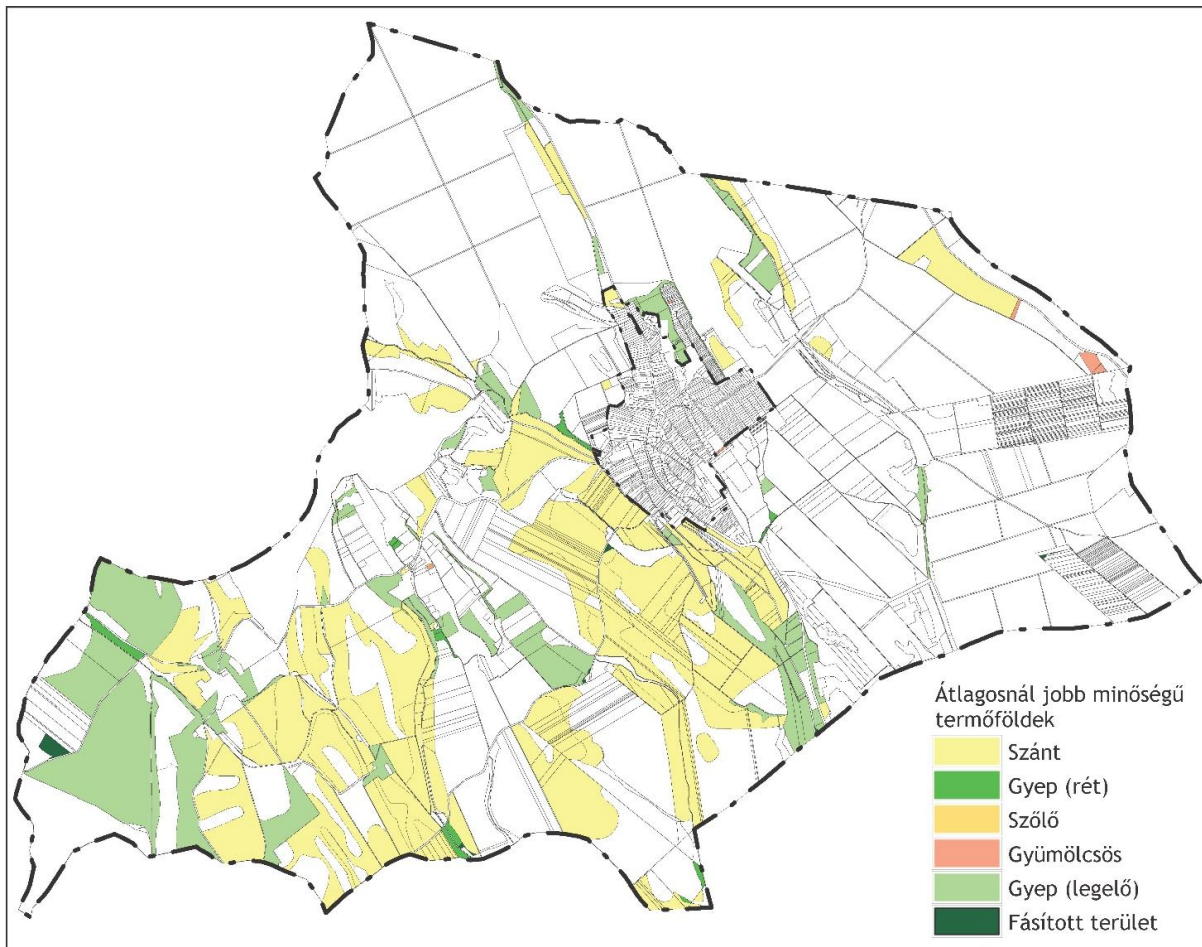 Átlagosnál jobb minőségű
termőföldek
Szánt
Gyep (rét)
Szőlő
Gyümölcsös
Gyep (legelő)
Fásított terület